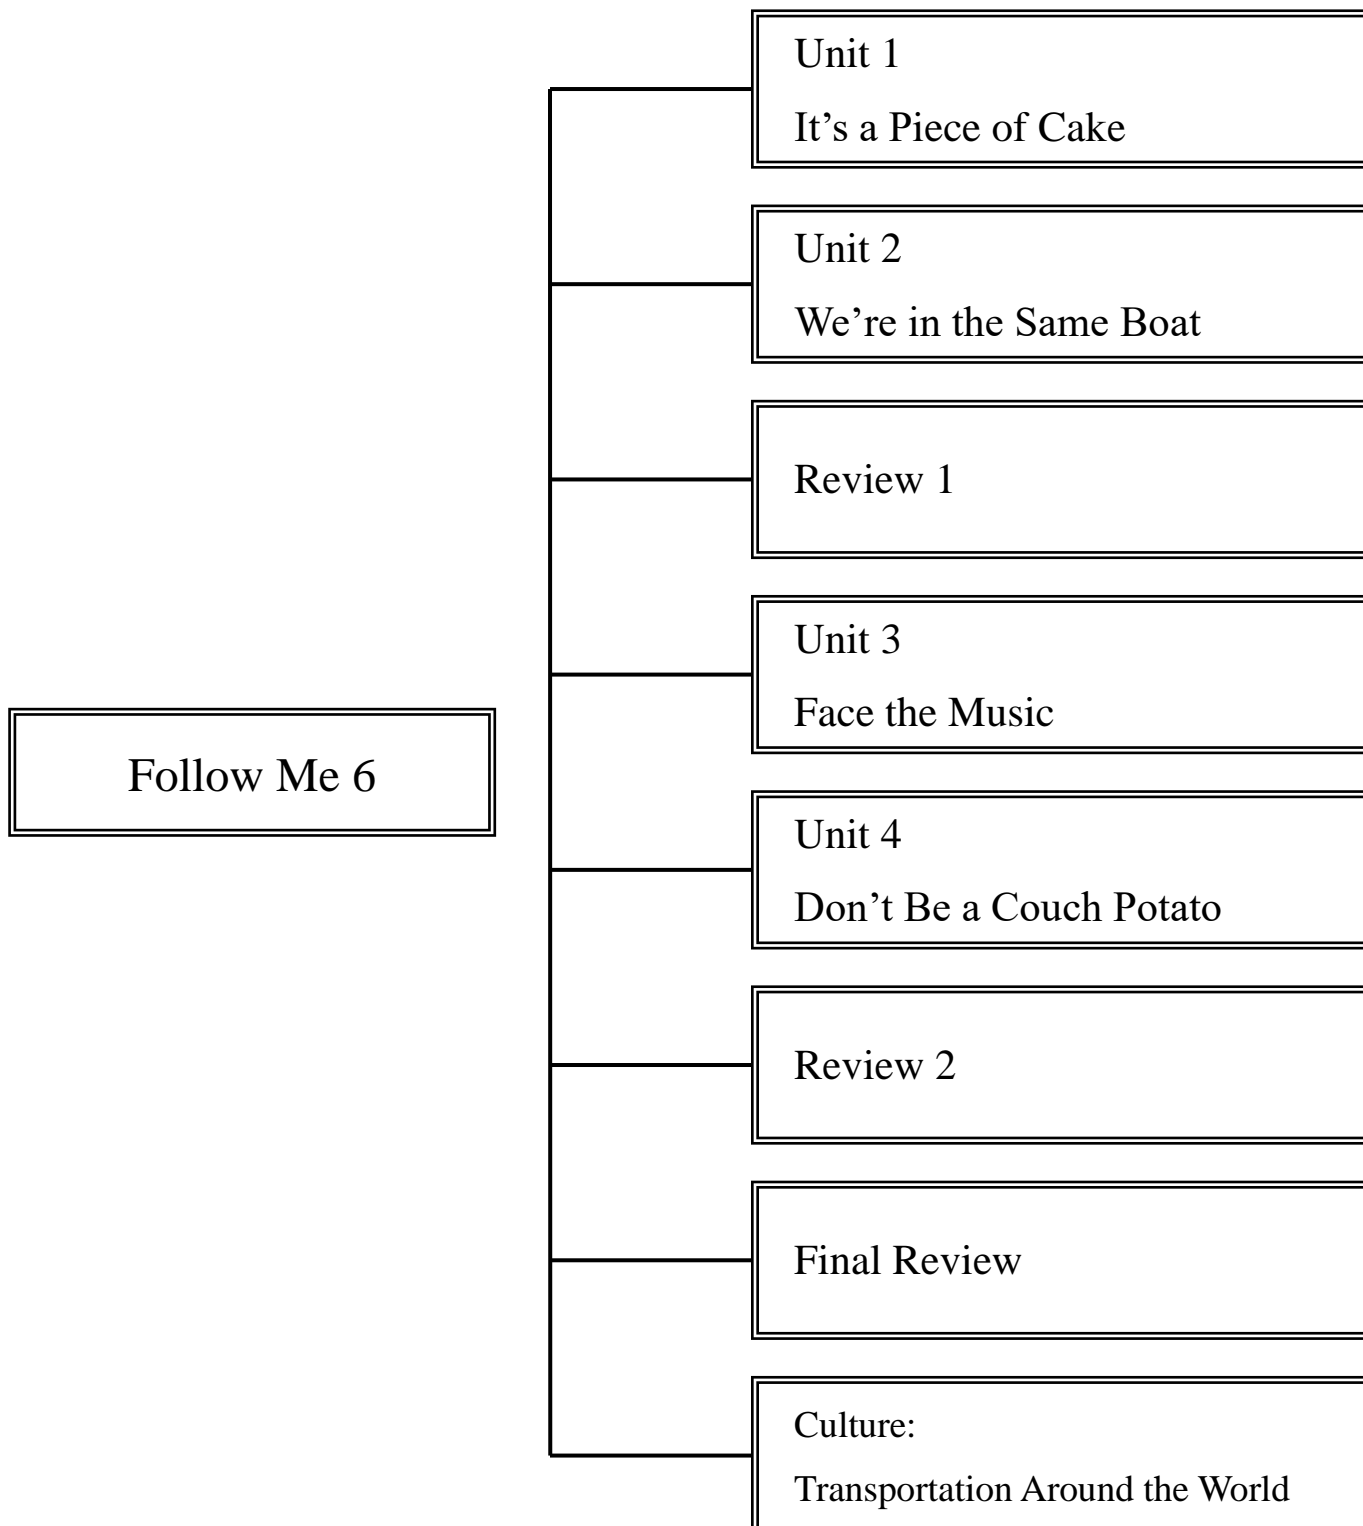 Follow Me 6
Unit 1
It’s a Piece of Cake
Unit 2
We’re in the Same Boat
Review 1
Unit 3
Face the Music
Unit 4
Don’t Be a Couch Potato
Review 2
Final Review
Culture:
Transportation Around the World